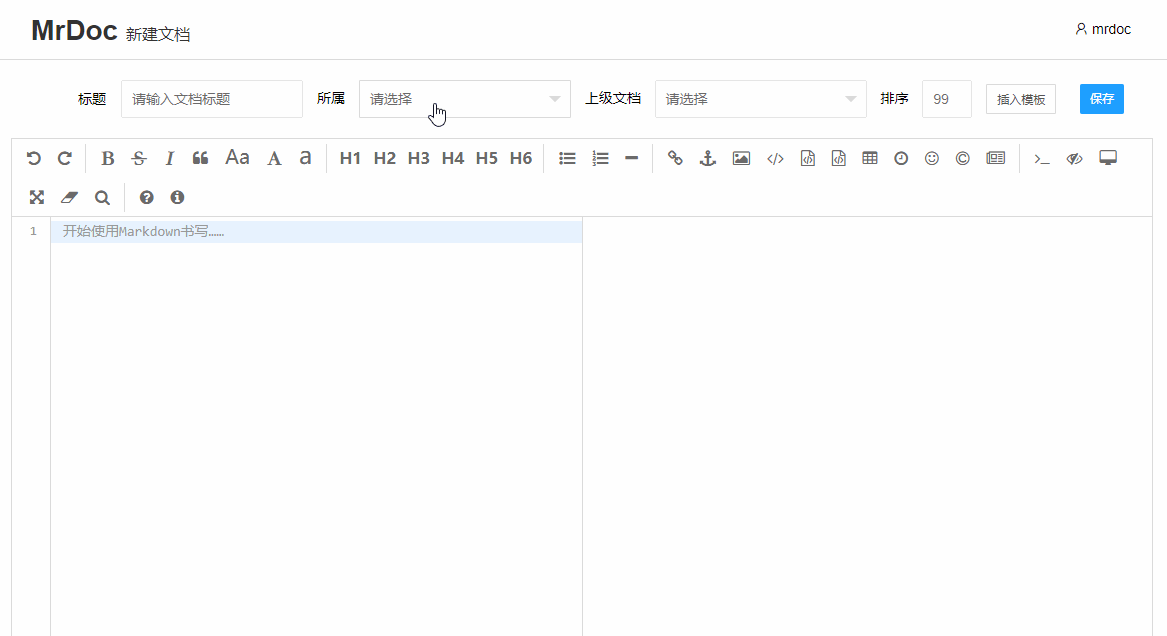 MrDoc 新建文档
mrdoc
标题 请输入文档标题 所属 请选择 上级文档 请选择 排序 99 插入模板 保存
B S I Aa A a H1 H2 H3 H4 H5 H6
1 开始使用Markdown书写……